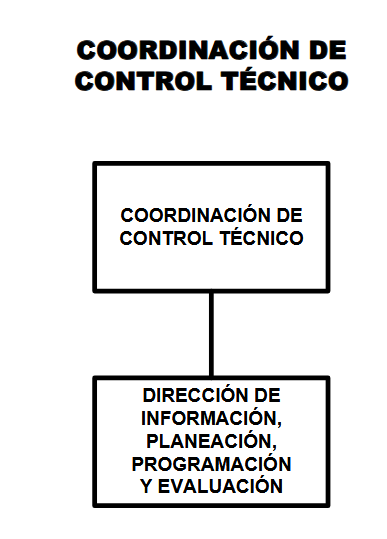 COORDINACIÓN DE
CONTROL TÉCNICO
COORDINACIÓN DE
CONTROL TÉCNICO
DIRECCIÓN DE
INFORMACIÓN,
PLANEACIÓN,
PROGRAMACIÓN
Y EVALUACIÓN